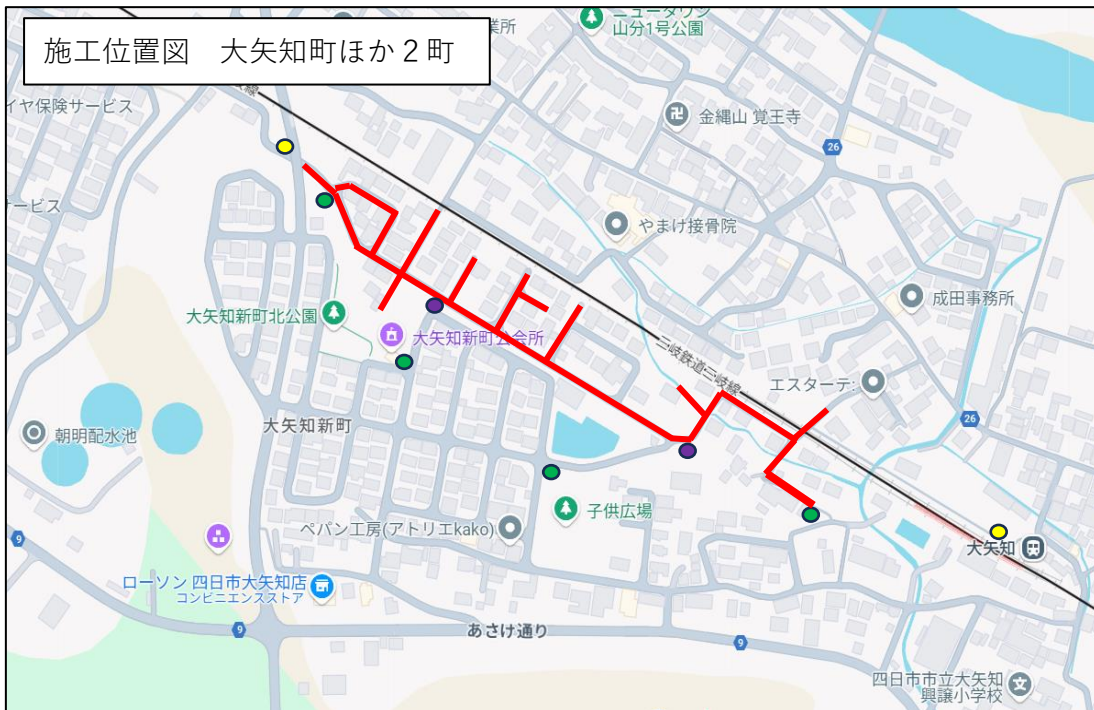 施工位置図　大矢知町ほか２町
業所
ニュータウン
山分1号公園
イヤ保険サービス
金縄山 覚王寺
26
サービス
やまけ接骨院
成田事務所
大矢知新町北公園
大矢知新町公会所
三岐鉄道三岐線
エスターテ:
26
朝明配水池
大矢知新町
子供広場
ペパン工房(アトリエkako)
大矢知
9
ローソン 四日市大矢知店
コンビニエンスストア
9
あさけ通り
9
四日市市立大矢知
興譲小学校